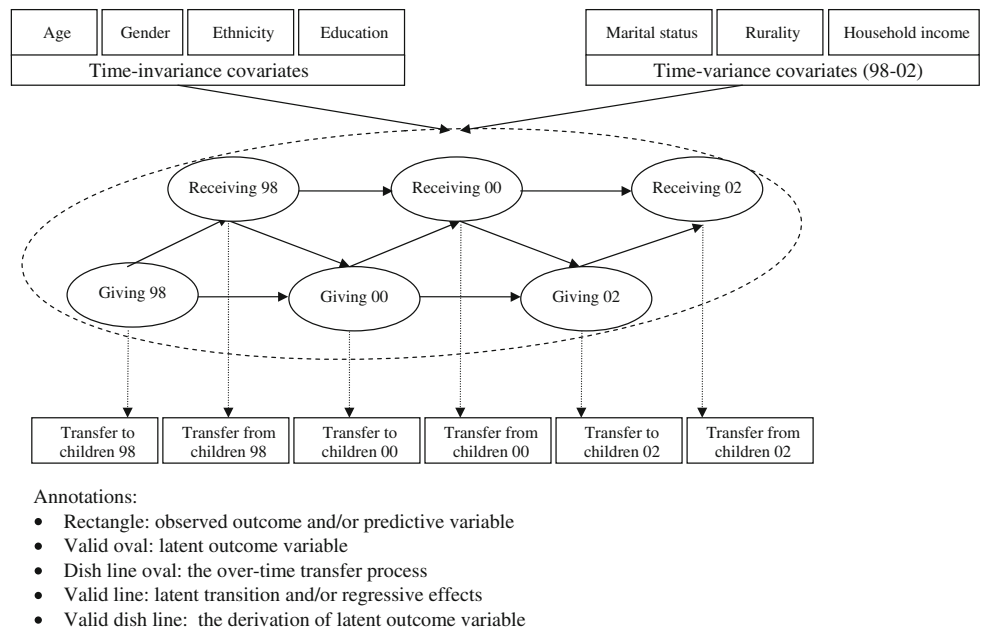 Age
Gender
Ethnicity
Education
Time-invariance covariates
Marital status
Rurality
Household income
Time-variance covariates (98-02)
Receiving 98
Receiving 00
Receiving 02
Giving 98
Giving 00
Giving 02
Transfer to
children 98
Transfer from
children 98
Transfer to
children 00
Transfer from
children 00
Transfer to
children 02
Transfer from
children 02
Annotations:
• Rectangle: observed outcome and/or predictive variable
• Valid oval: latent outcome variable
• Dish line oval: the over-time transfer process
• Valid line: latent transition and/or regressive effects
• Valid dish line: the derivation of latent outcome variable